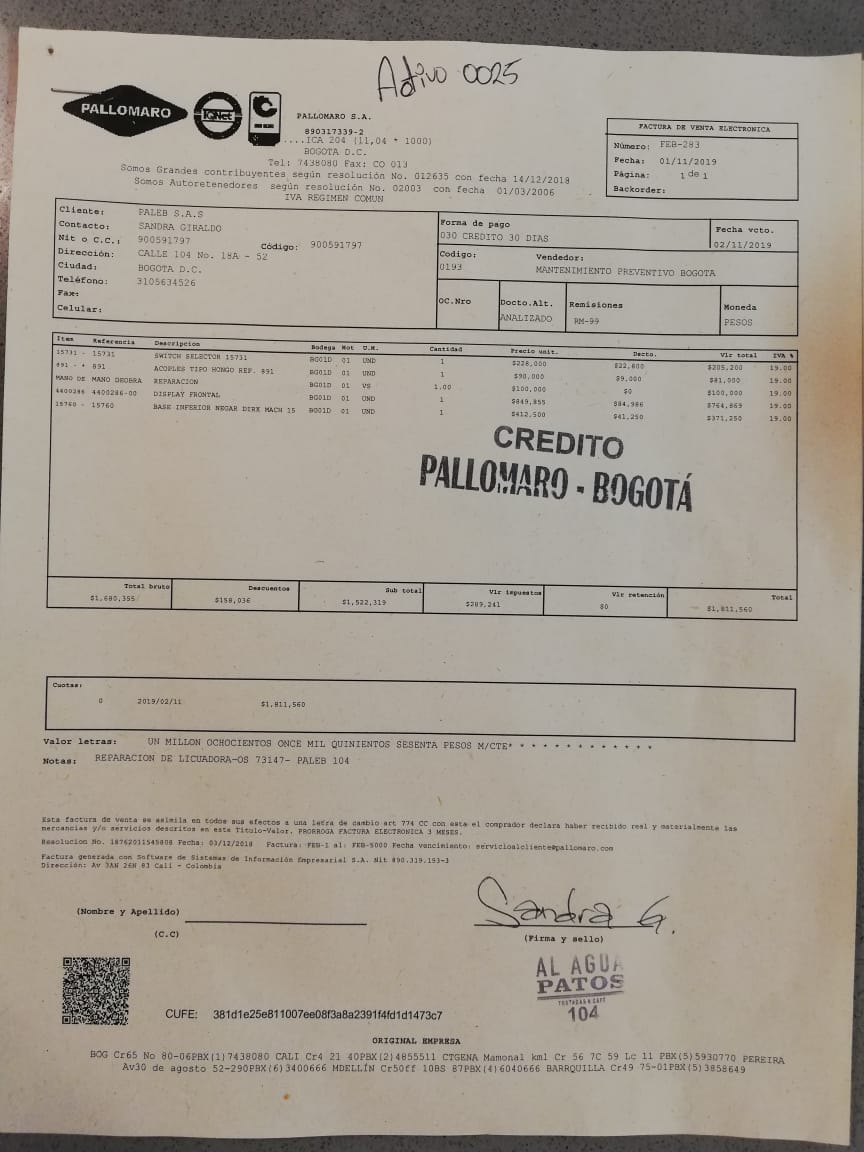 Activo 0025
PALLOMARO
IQNet
PALLOMARO S.A.
890317339-2
....ICA 204 (11,04 * 1000)
BOGOTA D.C.
Tel: 7438080 Fax: CO 013
Somos Grandes contribuyentes según resolución No. 012635 con fecha 14/12/2018
Somos Autoretenedores según resolución No. 02003 con fecha 01/03/2006
IVA REGIMEN COMUN
FACTURA DE VENTA ELECTRONICA
Número: FEB-283
Fecha: 01/11/2019
Página: 1 de 1
Backorder:
Cliente: PALEB S.A.S
Contacto: SANDRA GIRALDO
Nit o C.C.: 900591797 Código: 900591797
Dirección: CALLE 104 No. 18A - 52
Ciudad: BOGOTA D.C.
Teléfono: 3105634526
Fax:
Celular:
Forma de pago
030 CREDITO 30 DIAS
Fecha vcto.
02/11/2019
Codigo: Vendedor:
0193 MANTENIMIENTO PREVENTIVO BOGOTA
OC.Nro Docto.Alt. Remisiones Moneda
ANALIZADO RM-99 PESOS
Item Referencia Descripcion Bodega Mot U.M. Cantidad Precio unit. Dscto. Vlr total IVA %
15731 - 15731 SWITCH SELECTOR 15731 BG01D 01 UND 1 $228,000 $22,800 $205,200 19.00
891 - * 891 ACOPLES TIPO HONGO REP. 891 BG01D 01 UND 1 $90,000 $9,000 $81,000 19.00
MANO DE MANO DEOBRA REPARACION BG01D 01 VS 1.00 $100,000 $0 $100,000 19.00
4400286 4400286-00 DISPLAY FRONTAL BG01D 01 UND 1 $849,855 $84,986 $764,869 19.00
15760 - 15760 BASE INFERIOR NEGAR DIRX MACH 15 BG01D 01 UND 1 $412,500 $41,250 $371,250 19.00
CREDITO
PALLOMARO - BOGOTÁ
Total bruto Descuentos Sub total Vlr impuestos Vlr retención Total
$1,680,355 $158,036 $1,522,319 $289,241 $0 $1,811,560
Cuotas:
0 2019/02/11 $1,811,560
Valor letras: UN MILLON OCHOCIENTOS ONCE MIL QUINIENTOS SESENTA PESOS M/CTE* * * * * * * * * * * * *
Notas: REPARACION DE LICUADORA-OS 73147- PALEB 104
Esta factura de venta se asimila en todos sus efectos a una letra de cambio art 774 CC con esta el comprador declara haber recibido real y materialmente las
mercancias y/o servicios descritos en este Titulo-Valor. PRORROGA FACTURA ELECTRONICA 3 MESES.
Resolucion No. 18762011545808 Fecha: 03/12/2018 Factura: FEB-1 al: FEB-5000 Fecha vencimiento: servicioalcliente@pallomaro.com
Factura generada con Software de Sistemas de Información Empresarial S.A. Nit 890.319.193-3
Dirección: Av 3AN 26N 83 Cali - Colombia
(Nombre y Apellido)
(C.C)
Sandra G.
(Firma y sello)
AL AGUA
PATOS
TOSTADAS & CAFÉ
104
CUFE: 381d1e25e811007ee08f3a8a2391f4fd1d1473c7
ORIGINAL EMPRESA
BOG Cr65 No 80-06PBX(1)7438080 CALI Cr4 21 40PBX(2)4855511 CTGENA Mamonal km1 Cr 56 7C 59 Lc 11 PBX(5)5930770 PEREIRA
Av30 de agosto 52-290PBX(6)3400666 MDELLÍN Cr50ff 10BS 87PBX(4)6040666 BARRQUILLA Cr49 75-01PBX(5)3858649